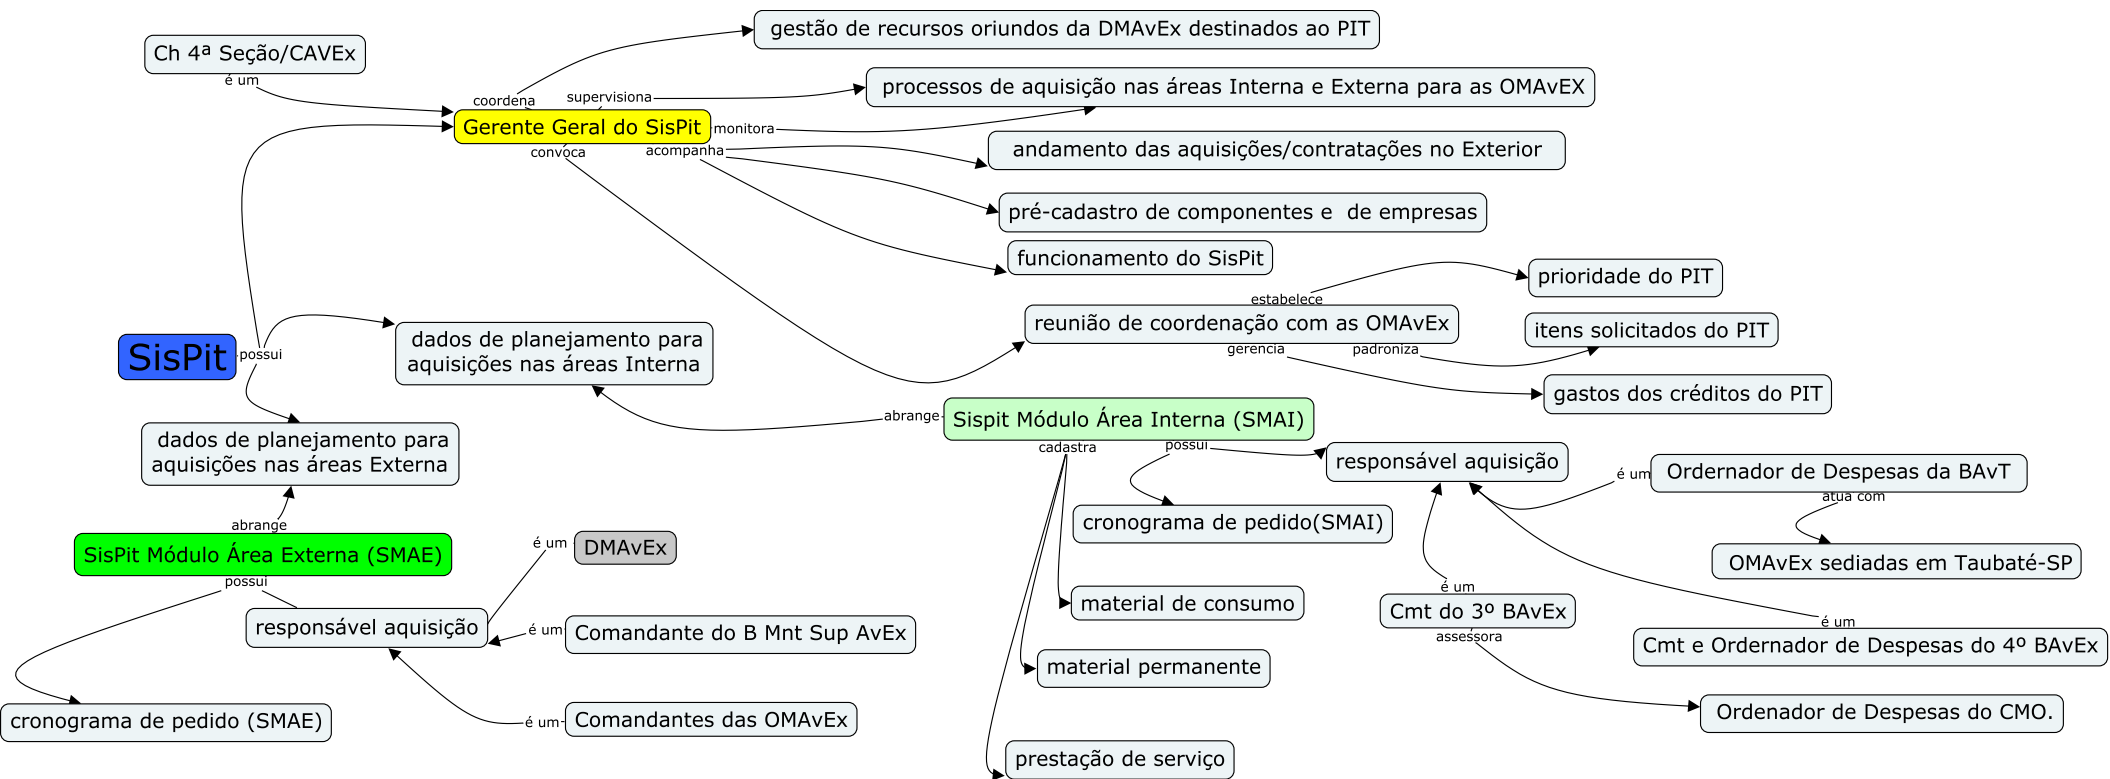 gestão de recursos oriundos da DMAvEx destinados ao PIT
Ch 4ª Seção/CAVEx
é um
processos de aquisição nas áreas Interna e Externa para as OMAvEX
coordena
supervisiona
Gerente Geral do SisPit
monitora
convoca
acompanha
andamento das aquisições/contratações no Exterior
pré-cadastro de componentes e de empresas
funcionamento do SisPit
prioridade do PIT
estabelece
reunião de coordenação com as OMAvEx
itens solicitados do PIT
gerencia
padroniza
gastos dos créditos do PIT
SisPit
possui
dados de planejamento para
aquisições nas áreas Interna
abrange
Sispit Módulo Área Interna (SMAI)
cadastra
possui
dados de planejamento para
aquisições nas áreas Externa
responsável aquisição
é um
Ordernador de Despesas da BAvT
atua com
OMAvEx sediadas em Taubaté-SP
cronograma de pedido(SMAI)
abrange
SisPit Módulo Área Externa (SMAE)
possui
é um
DMAvEx
material de consumo
é um
Cmt do 3º BAvEx
assessora
é um
Cmt e Ordernador de Despesas do 4º BAvEx
responsável aquisição
é um
Comandante do B Mnt Sup AvEx
material permanente
cronograma de pedido (SMAE)
é um
Comandantes das OMAvEx
Ordenador de Despesas do CMO.
prestação de serviço